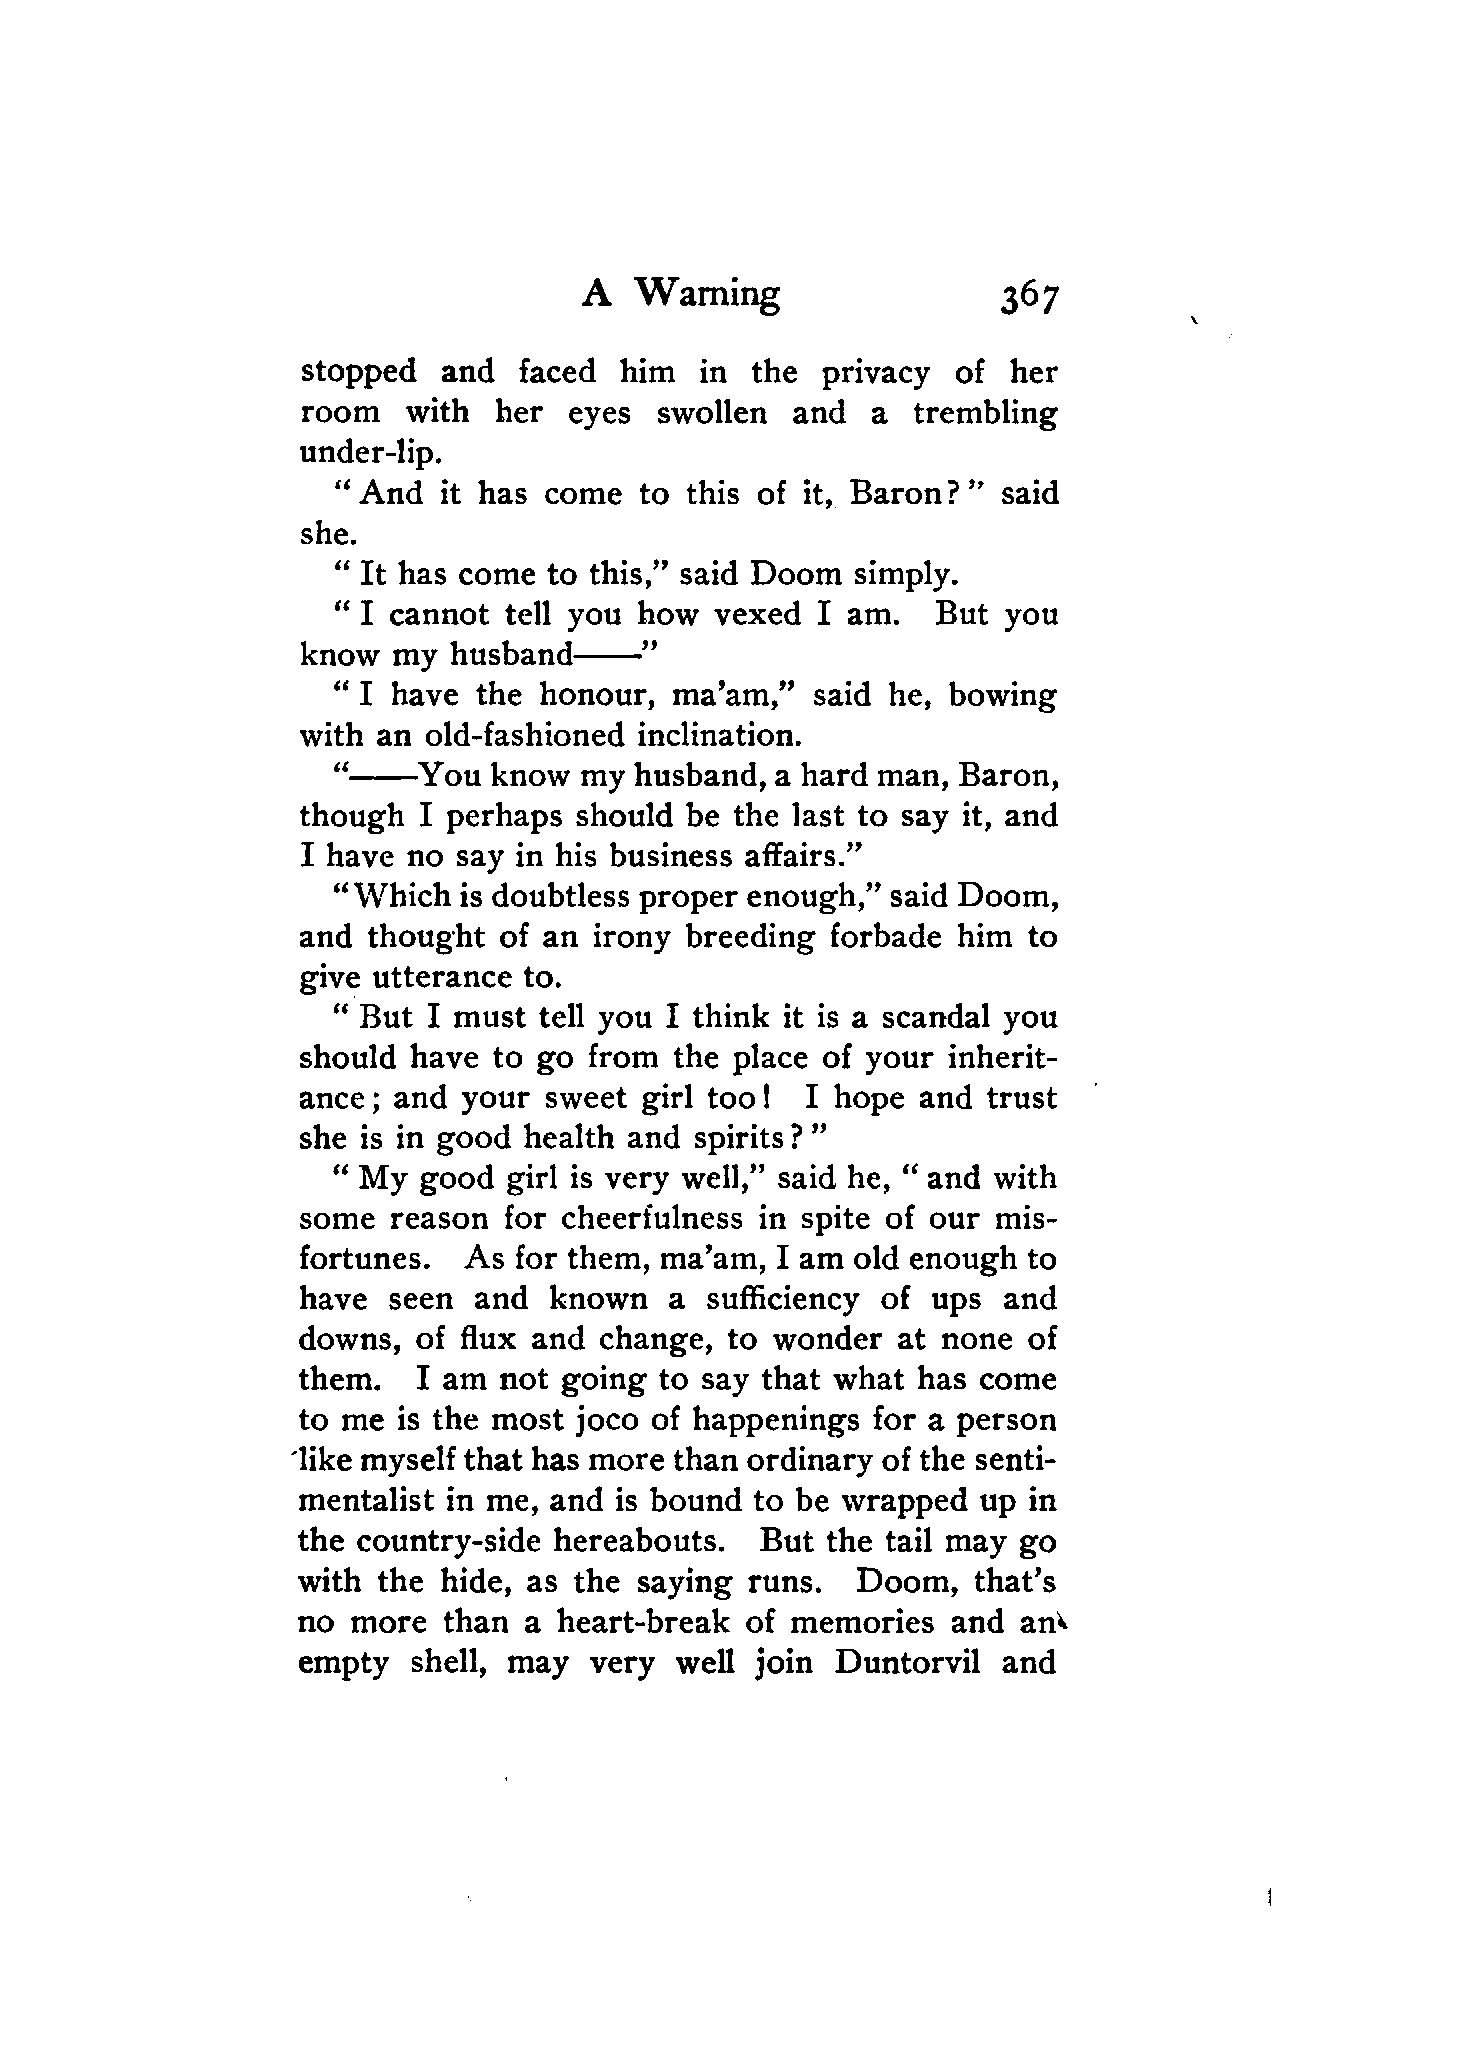 A Warning 367
stopped and faced him in the privacy of her
room with her eyes swollen and a trembling
under-lip.
“And it has come to this of it, Baron?” said
she.
“It has come to this,” said Doom simply.
“I cannot tell you how vexed I am. But you
know my husband——”
“I have the honour, ma’am,” said he, bowing
with an old-fashioned inclination.
“——You know my husband, a hard man, Baron,
though I perhaps should be the last to say it, and
I have no say in his business affairs.”
“Which is doubtless proper enough,” said Doom,
and thought of an irony breeding forbade him to
give utterance to.
“But I must tell you I think it is a scandal you
should have to go from the place of your inherit-
ance; and your sweet girl too! I hope and trust
she is in good health and spirits?”
“My good girl is very well,” said he, “and with
some reason for cheerfulness in spite of our mis-
fortunes. As for them, ma’am, I am old enough to
have seen and known a sufficiency of ups and
downs, of flux and change, to wonder at none of
them. I am not going to say that what has come
to me is the most joco of happenings for a person
like myself that has more than ordinary of the senti-
mentalist in me, and is bound to be wrapped up in
the country-side hereabouts. But the tail may go
with the hide, as the saying runs. Doom, that’s
no more than a heart-break of memories and an
empty shell, may very well join Duntorvil and